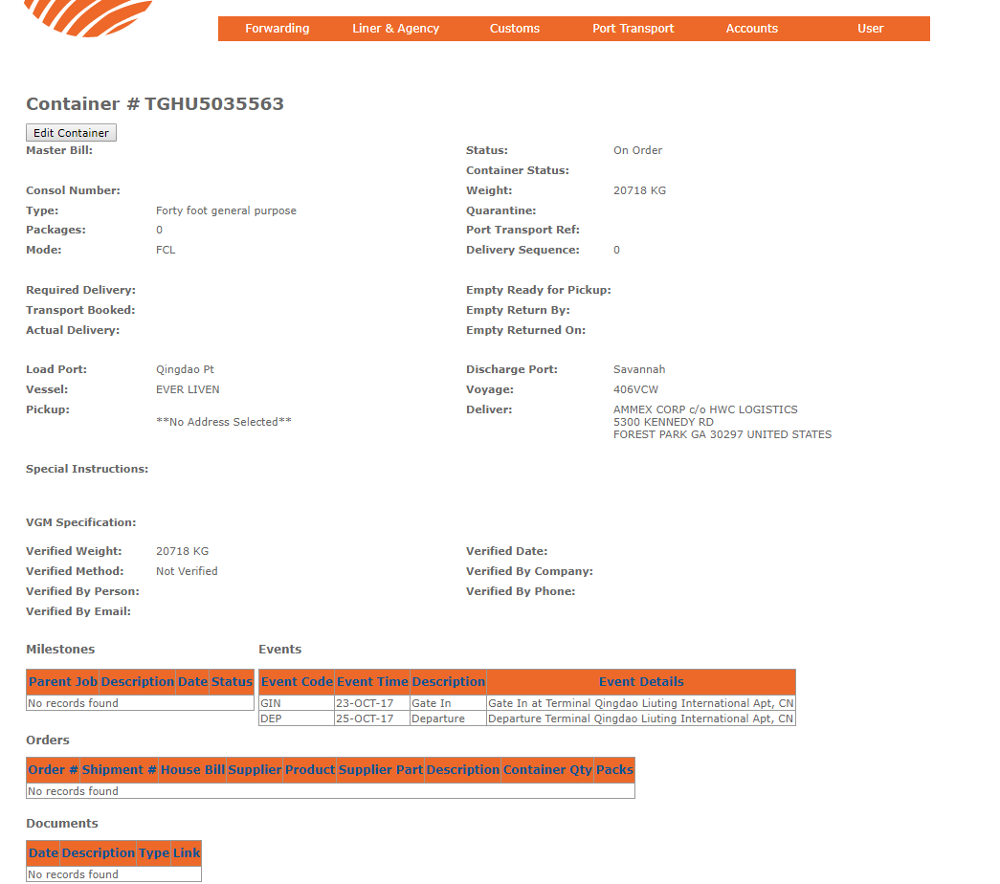 Forwarding Liner & Agency Customs Port Transport Accounts User
Container # TGHU5035563
Edit Container
Master Bill: Status: On Order
Container Status:
Consol Number: Weight: 20718 KG
Type: Forty foot general purpose Quarantine:
Packages: 0 Port Transport Ref:
Mode: FCL Delivery Sequence: 0
Required Delivery: Empty Ready for Pickup:
Transport Booked: Empty Return By:
Actual Delivery: Empty Returned On:
Load Port: Qingdao Pt Discharge Port: Savannah
Vessel: EVER LIVEN Voyage: 406VCW
Pickup: Deliver: AMMEX CORP c/o HWC LOGISTICS
**No Address Selected** 5300 KENNEDY RD
FOREST PARK GA 30297 UNITED STATES
Special Instructions:
VGM Specification:
Verified Weight: 20718 KG Verified Date:
Verified Method: Not Verified Verified By Company:
Verified By Person: Verified By Phone:
Verified By Email:
Milestones Events
Parent Job Description Date Status Event Code Event Time Description Event Details
No records found GIN 23-OCT-17 Gate In Gate In at Terminal Qingdao Liuting International Apt, CN
DEP 25-OCT-17 Departure Departure Terminal Qingdao Liuting International Apt, CN
Orders
Order # Shipment # House Bill Supplier Product Supplier Part Description Container Qty Packs
No records found
Documents
Date Description Type Link
No records found